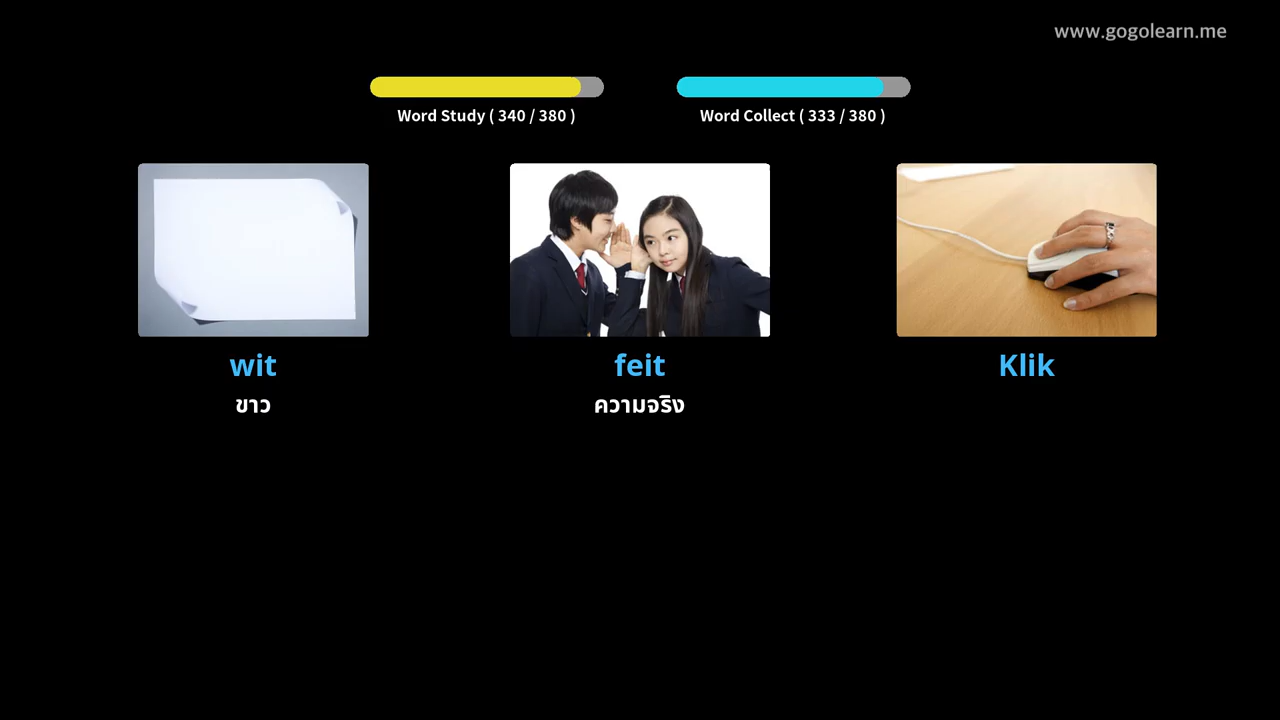 www.gogolearn.me
Word Study ( 340 / 380 )
Word Collect ( 333 / 380 )
wit
ขาว
feit
ความจริง
Klik